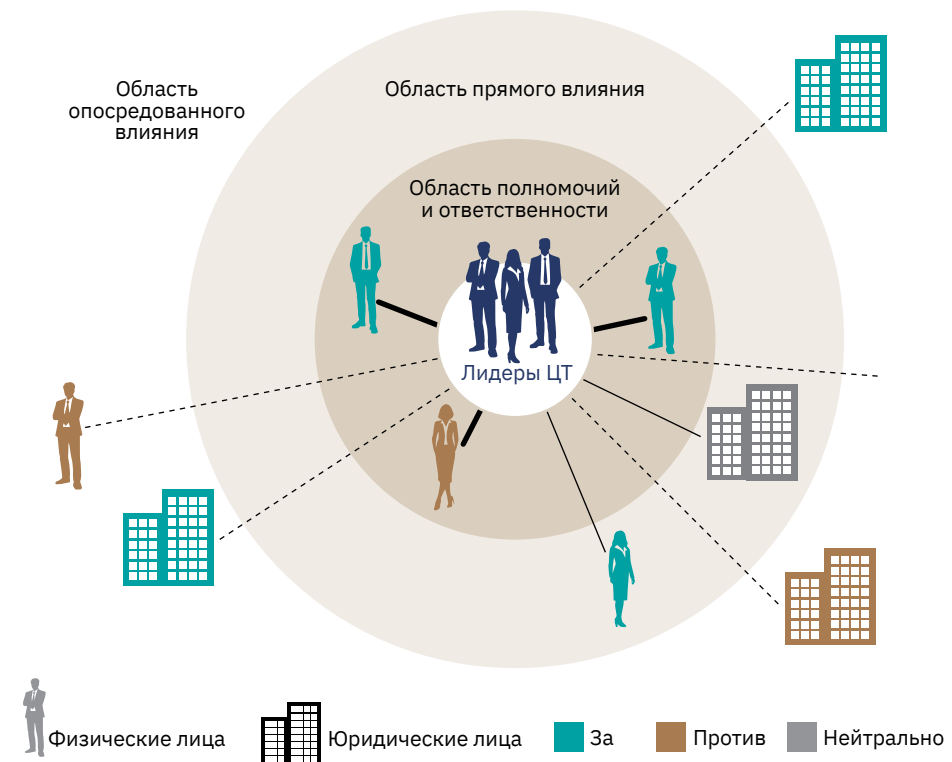 Область
опосредованного
влияния
Область прямого влияния
Область полномочий
и ответственности
Лидеры ЦТ
Физические лица
Юридические лица
За
Против
Нейтрально